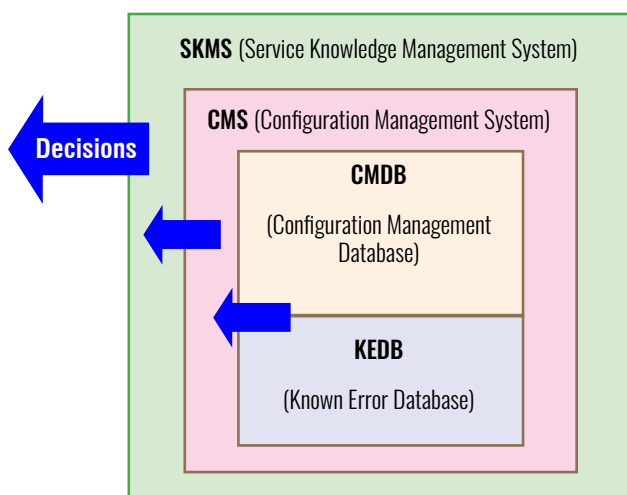 SKMS (Service Knowledge Management System)
CMS (Configuration Management System)
Decisions
CMDB
(Configuration Management
Database)
KEDB
(Known Error Database)